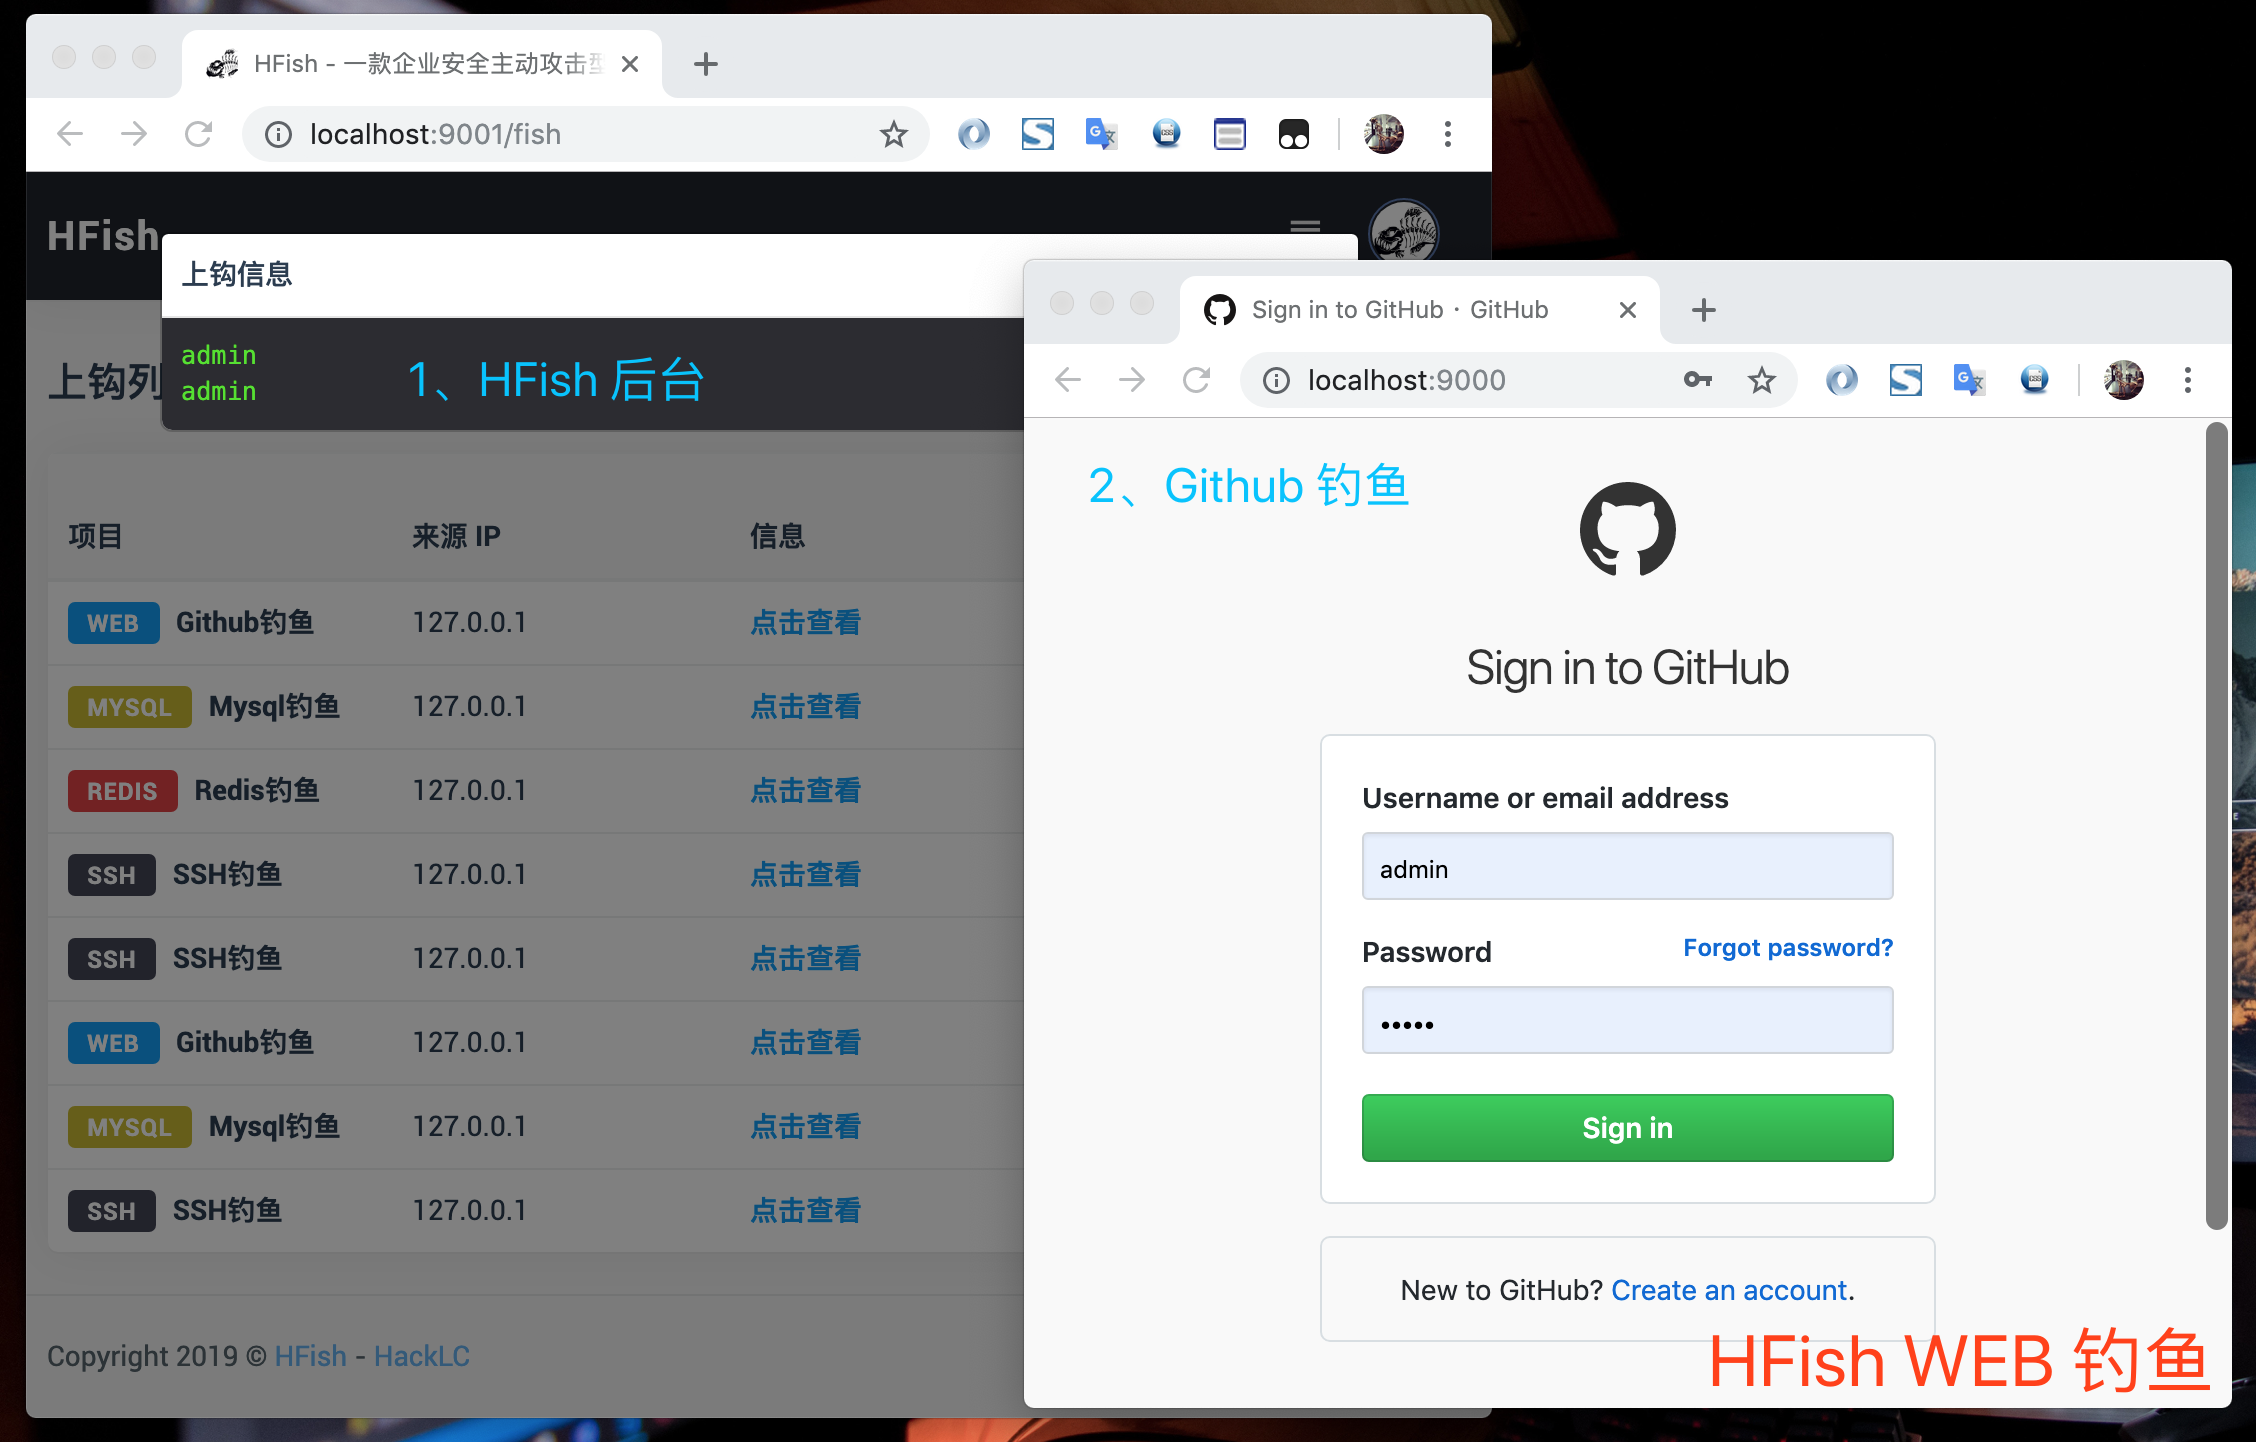 HFish - 一款企业安全主动攻击型
localhost:9001/fish
HFish
上钩信息
admin
admin
1、HFish 后台
上钩列
项目 来源 IP 信息
WEB Github钓鱼 127.0.0.1 点击查看
MYSQL Mysql钓鱼 127.0.0.1 点击查看
REDIS Redis钓鱼 127.0.0.1 点击查看
SSH SSH钓鱼 127.0.0.1 点击查看
SSH SSH钓鱼 127.0.0.1 点击查看
WEB Github钓鱼 127.0.0.1 点击查看
MYSQL Mysql钓鱼 127.0.0.1 点击查看
SSH SSH钓鱼 127.0.0.1 点击查看
Copyright 2019 © HFish - HackLC
Sign in to GitHub · GitHub
localhost:9000
2、Github 钓鱼
Sign in to GitHub
Username or email address
admin
Password Forgot password?
•••••
Sign in
New to GitHub? Create an account.
HFish WEB 钓鱼